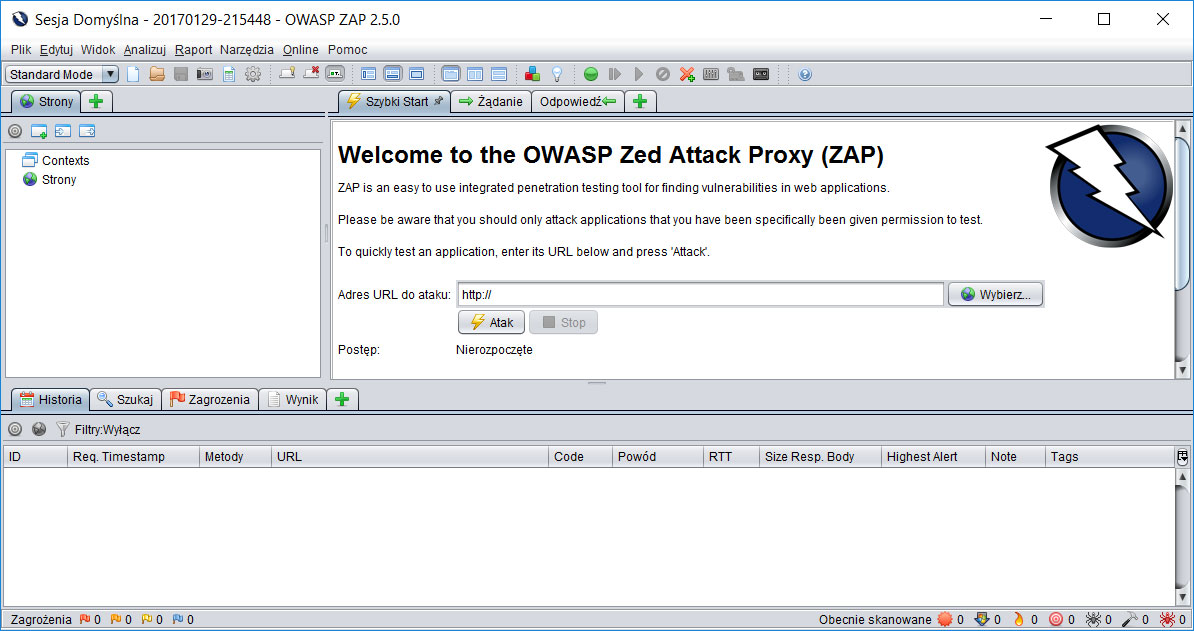 Sesja Domyślna - 20170129-215448 - OWASP ZAP 2.5.0
Plik Edytuj Widok Analizuj Raport Narzędzia Online Pomoc
Standard Mode
Strony
Szybki Start Żądanie Odpowiedź
Contexts
Strony
Welcome to the OWASP Zed Attack Proxy (ZAP)
ZAP is an easy to use integrated penetration testing tool for finding vulnerabilities in web applications.
Please be aware that you should only attack applications that you have been specifically been given permission to test.
To quickly test an application, enter its URL below and press 'Attack'.
Adres URL do ataku: http:// Wybierz...
Atak Stop
Postęp: Nierozpoczęte
Historia Szukaj Zagrozenia Wynik
Filtry:Wyłącz
ID Req. Timestamp Metody URL Code Powód RTT Size Resp. Body Highest Alert Note Tags
Zagrożenia 0 0 0 0 Obecnie skanowane 0 0 0 0 0 0 0